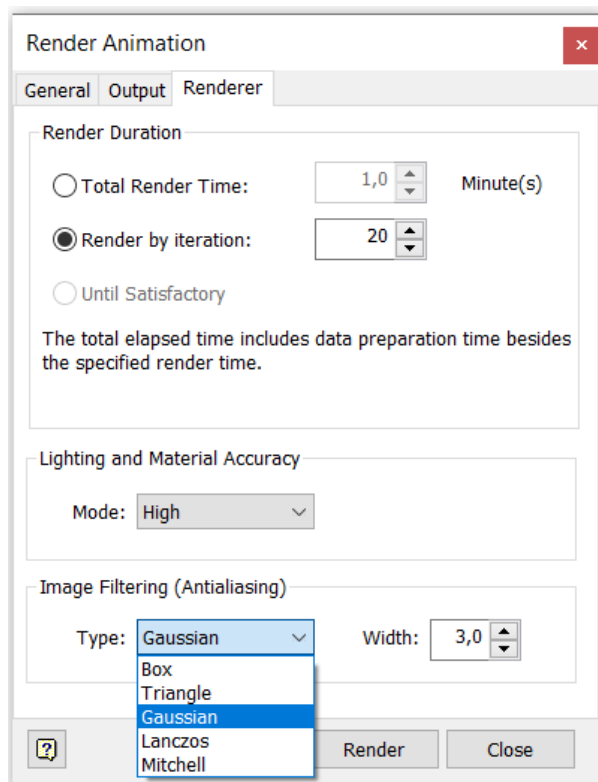 Render Animation
General Output Renderer
Render Duration
Total Render Time: 1,0 Minute(s)
Render by iteration: 20
Until Satisfactory
The total elapsed time includes data preparation time besides
the specified render time.
Lighting and Material Accuracy
Mode: High
Image Filtering (Antialiasing)
Type: Gaussian Width: 3,0
Box
Triangle
Gaussian
Lanczos
Mitchell
Render Close